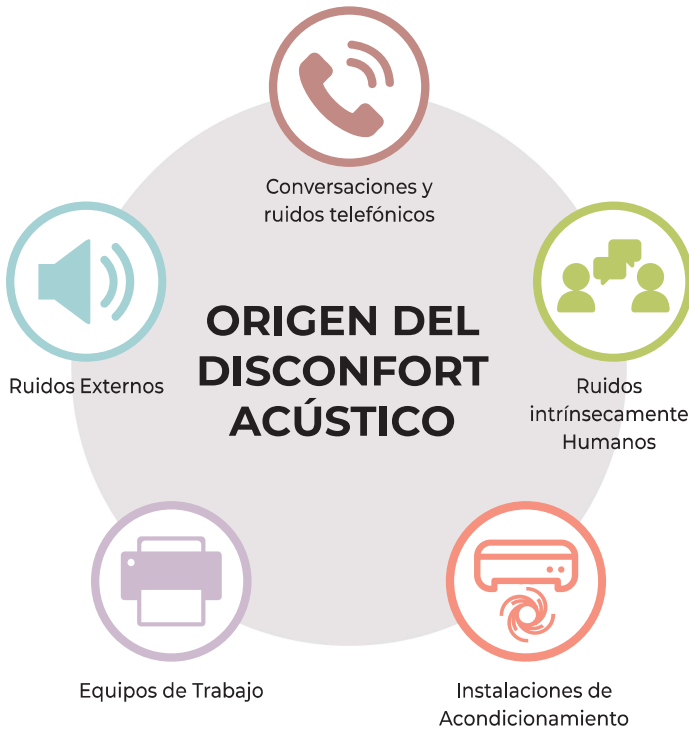 Conversaciones y
ruidos telefónicos
ORIGEN DEL
DISCONFORT
ACÚSTICO
Ruidos Externos
Ruidos
intrínsecamente
Humanos
Equipos de Trabajo
Instalaciones de
Acondicionamiento